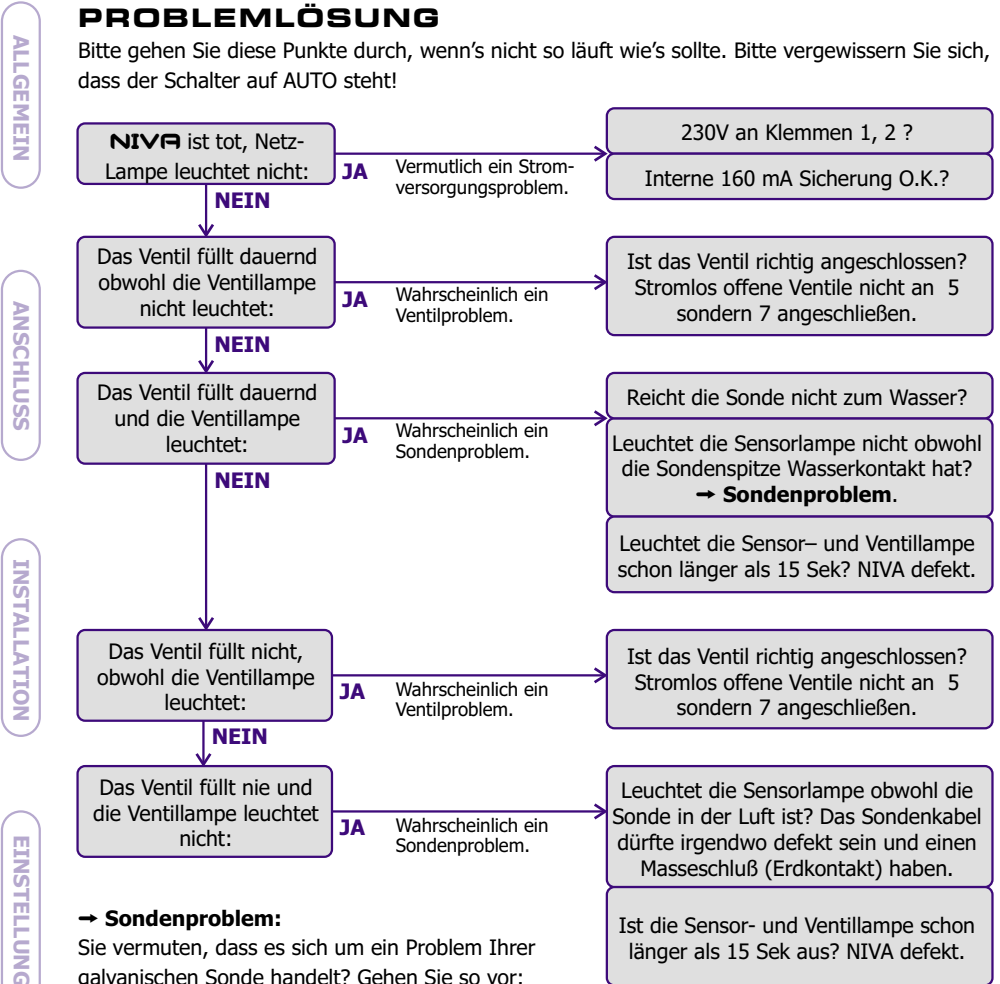 PROBLEMLÖSUNG
Bitte gehen Sie diese Punkte durch, wenn's nicht so läuft wie's sollte. Bitte vergewissern Sie sich,
dass der Schalter auf AUTO steht!
ALLGEMEIN
ANSCHLUSS
INSTALLATION
EINSTELLUNG
NIVA ist tot, Netz-
Lampe leuchtet nicht:
JA
Vermutlich ein Strom-
versorgungsproblem.
230V an Klemmen 1, 2 ?
Interne 160 mA Sicherung O.K.?
NEIN
Das Ventil füllt dauernd
obwohl die Ventillampe
nicht leuchtet:
JA
Wahrscheinlich ein
Ventilproblem.
Ist das Ventil richtig angeschlossen?
Stromlos offene Ventile nicht an 5
sondern 7 angeschließen.
NEIN
Das Ventil füllt dauernd
und die Ventillampe
leuchtet:
JA
Wahrscheinlich ein
Sondenproblem.
Reicht die Sonde nicht zum Wasser?
Leuchtet die Sensorlampe nicht obwohl
die Sondenspitze Wasserkontakt hat?
→ Sondenproblem.
Leuchtet die Sensor– und Ventillampe
schon länger als 15 Sek? NIVA defekt.
NEIN
Das Ventil füllt nicht,
obwohl die Ventillampe
leuchtet:
JA
Wahrscheinlich ein
Ventilproblem.
Ist das Ventil richtig angeschlossen?
Stromlos offene Ventile nicht an 5
sondern 7 angeschließen.
NEIN
Das Ventil füllt nie und
die Ventillampe leuchtet
nicht:
JA
Wahrscheinlich ein
Sondenproblem.
Leuchtet die Sensorlampe obwohl die
Sonde in der Luft ist? Das Sondenkabel
dürfte irgendwo defekt sein und einen
Masseschluß (Erdkontakt) haben.
Ist die Sensor- und Ventillampe schon
länger als 15 Sek aus? NIVA defekt.
→ Sondenproblem:
Sie vermuten, dass es sich um ein Problem Ihrer
galvanischen Sonde handelt? Gehen Sie so vor: